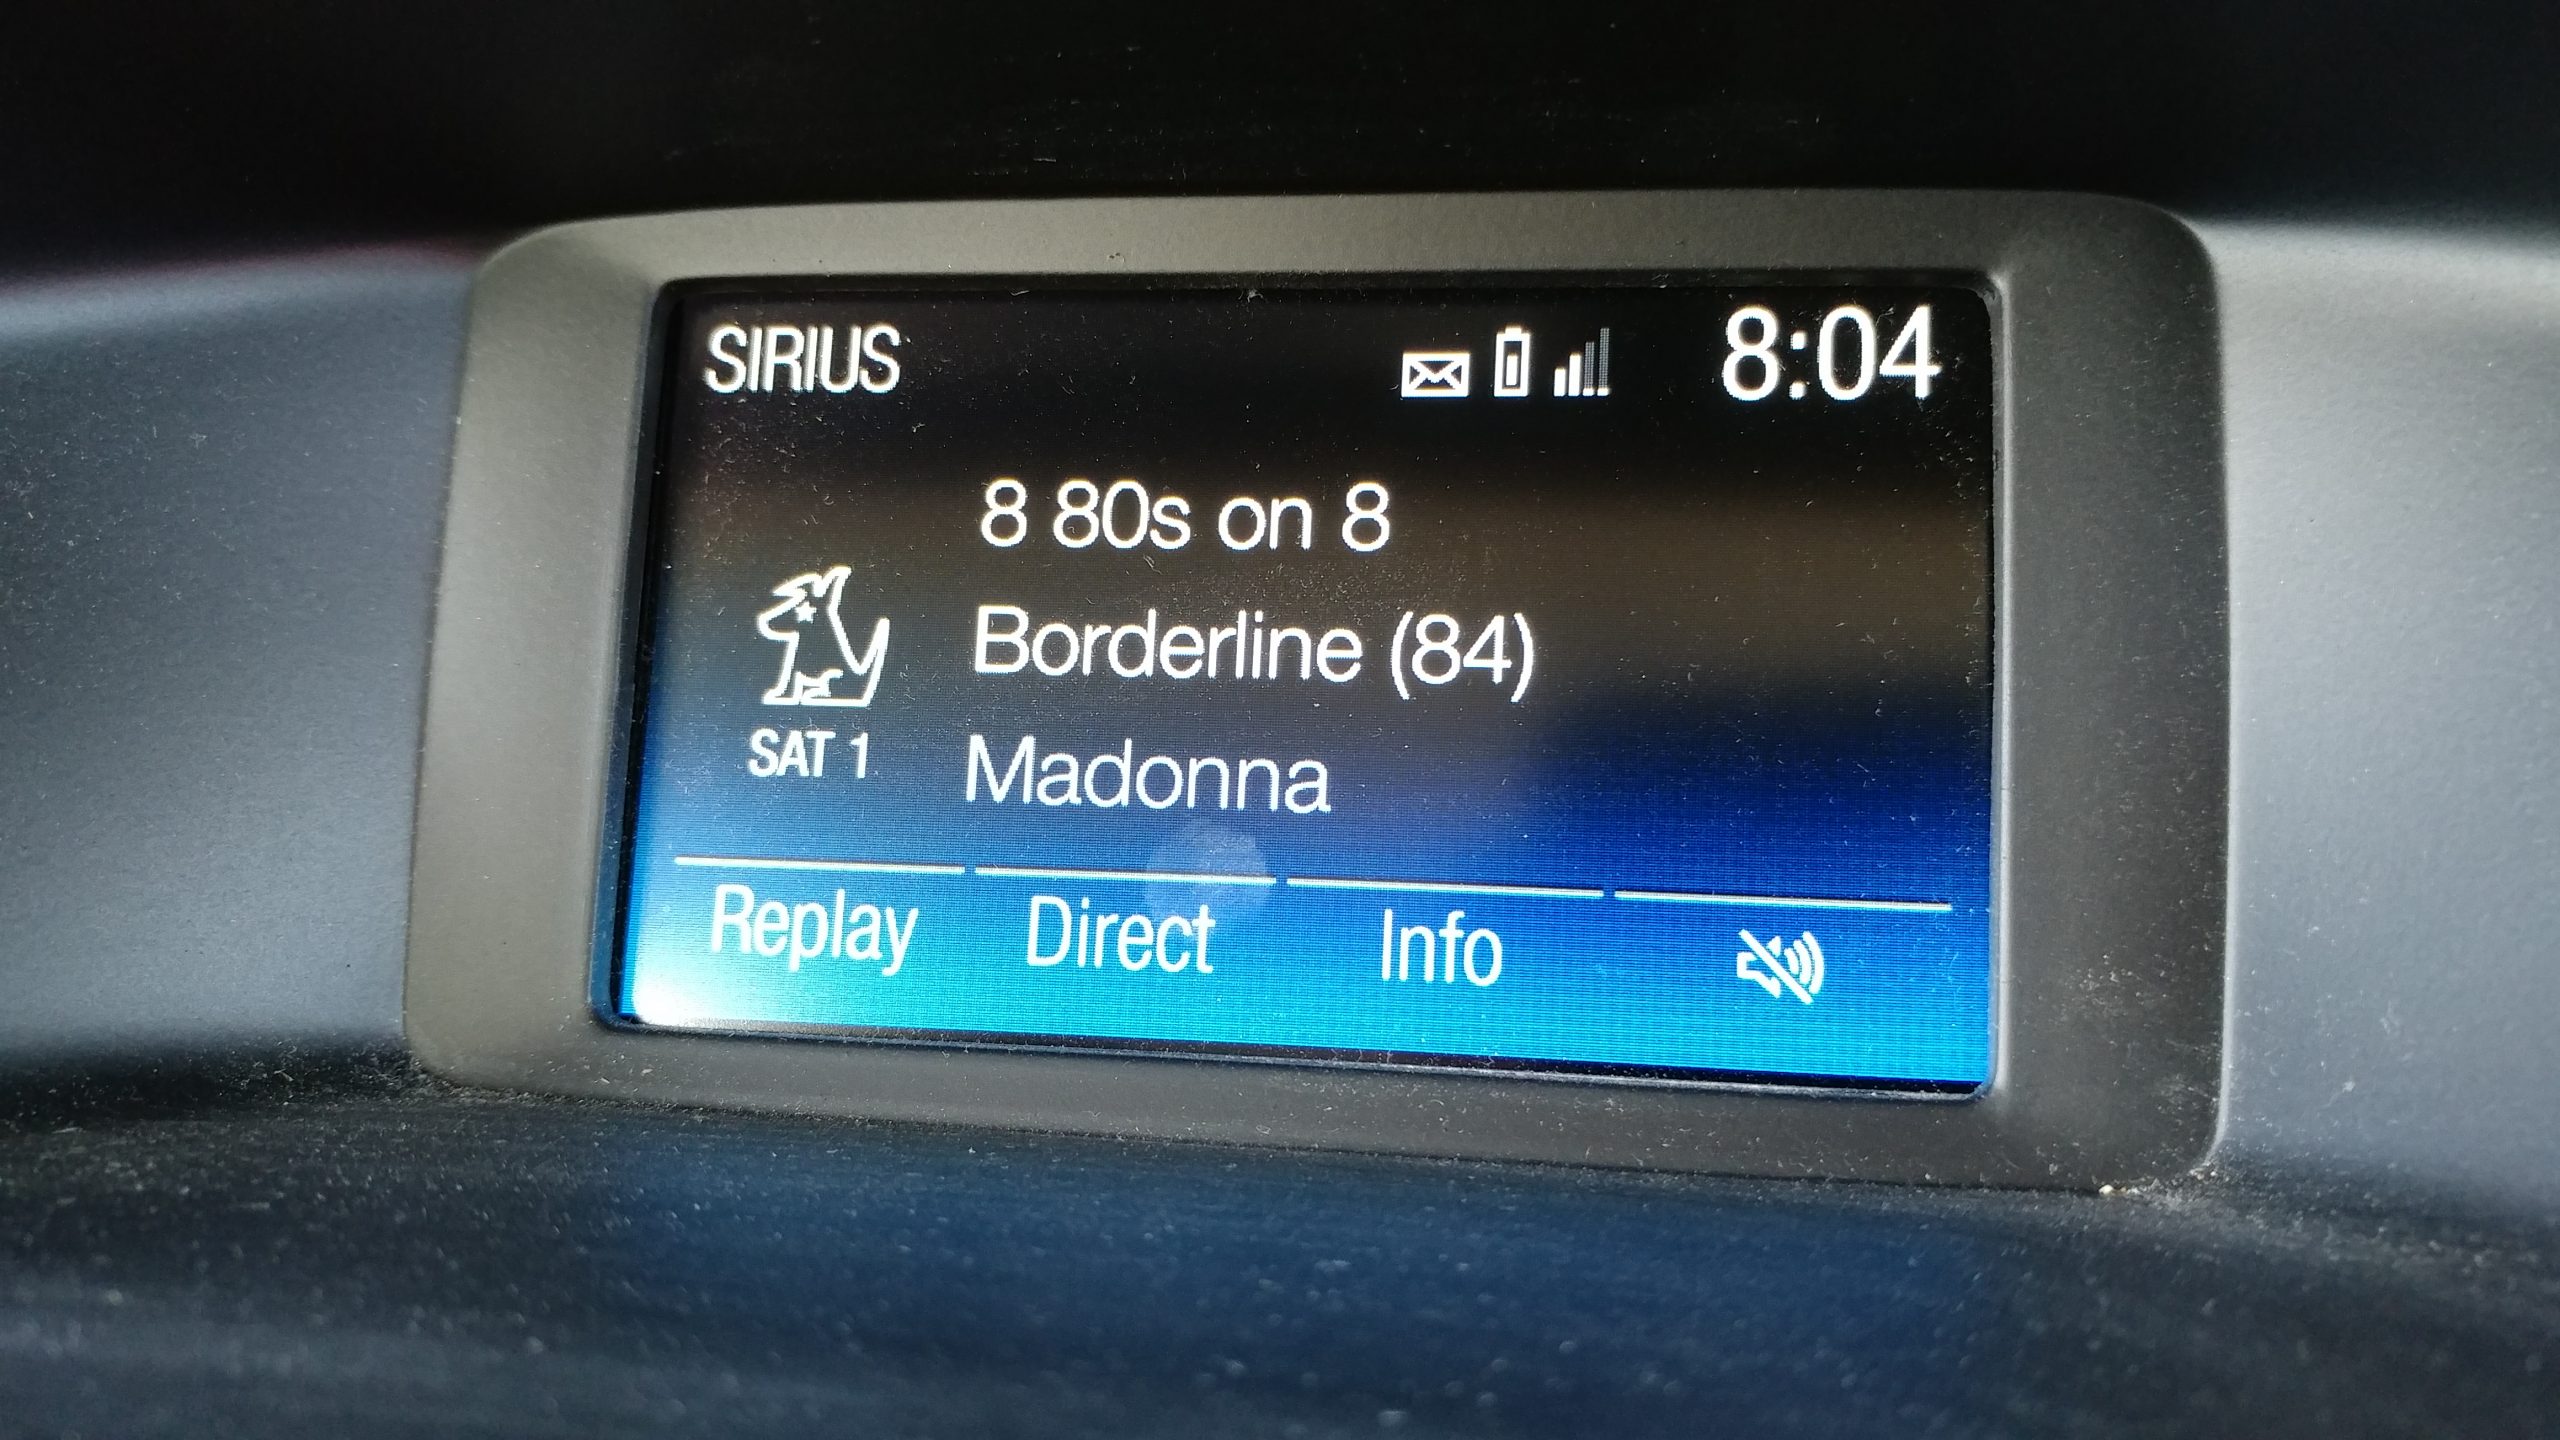 SIRIUS 8:04
8 80s on 8
Borderline (84)
SAT 1
Madonna
Replay Direct Info